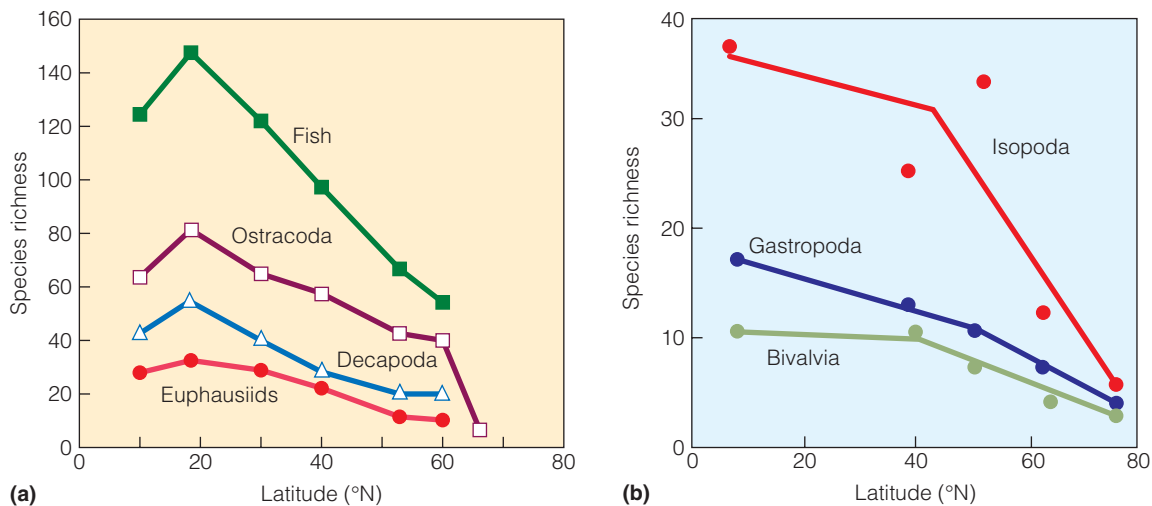 160
140
120
100
80
60
40
20
0
Species richness
Fish
Ostracoda
Decapoda
Euphausiids
0 20 40 60 80
Latitude (°N)
(a)
40
30
20
10
0
Species richness
Isopoda
Gastropoda
Bivalvia
0 20 40 60 80
Latitude (°N)
(b)